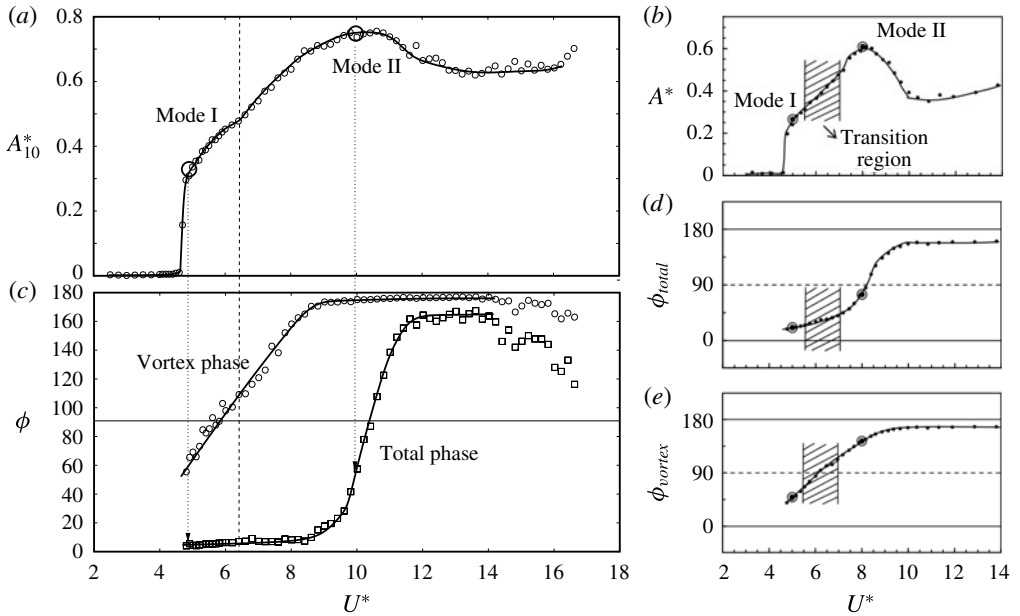 (a)
0.8
0.6
0.4
0.2
0
A*10
Mode I
Mode II
(b)
0.6
0.4
0.2
0
A*
Mode I
Mode II
Transition
region
(c)
180
160
140
120
100
80
60
40
20
0
ϕ
Vortex phase
Total phase
2 4 6 8 10 12 14 16 18
U*
(d)
180
90
0
ϕtotal
(e)
180
90
0
ϕvortex
2 4 6 8 10 12 14
U*